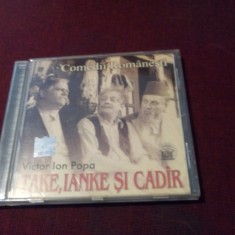 Comedii Românești
Victor Ion Popa
TAKE, IANKE ȘI CADÎR